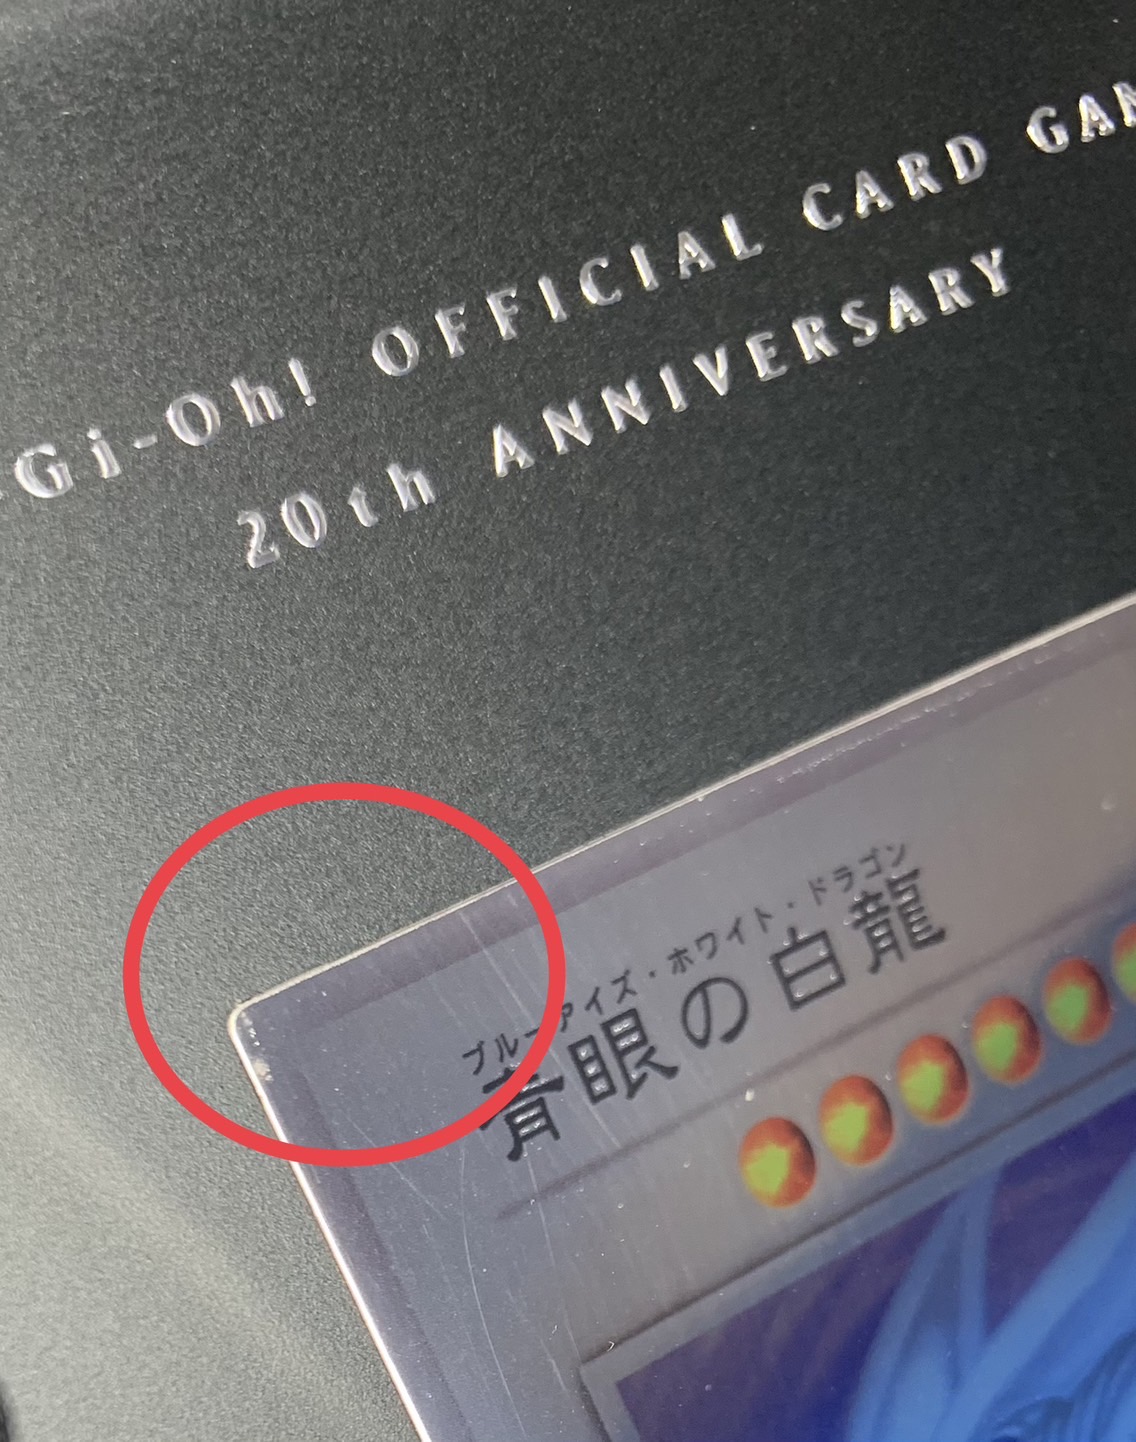 Gi-Oh! OFFICIAL CARD GAM
20th ANNIVERSARY
ブルーアイズ・ホワイト・ドラゴン
青眼の白龍